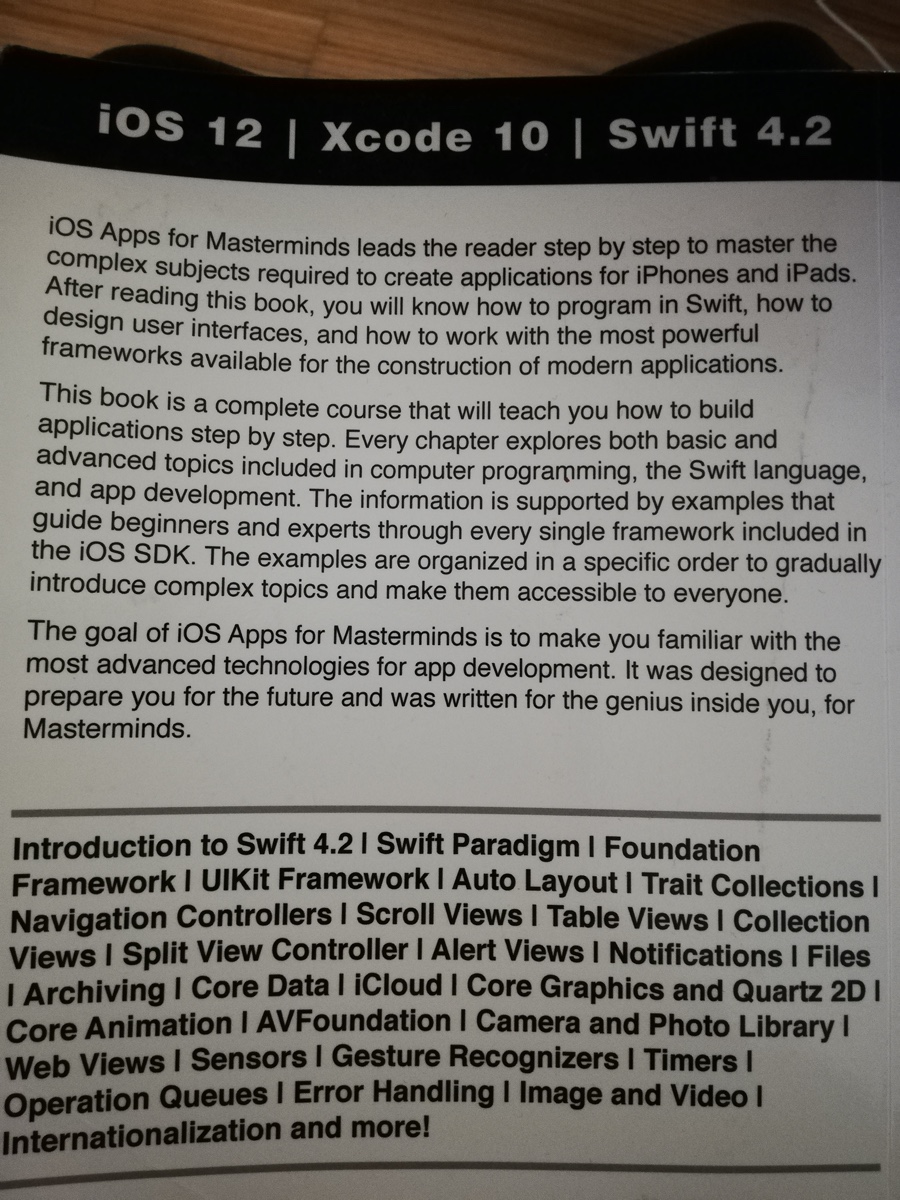 iOS 12 | Xcode 10 | Swift 4.2
iOS Apps for Masterminds leads the reader step by step to master the
complex subjects required to create applications for iPhones and iPads.
After reading this book, you will know how to program in Swift, how to
design user interfaces, and how to work with the most powerful
frameworks available for the construction of modern applications.
This book is a complete course that will teach you how to build
applications step by step. Every chapter explores both basic and
advanced topics included in computer programming, the Swift language,
and app development. The information is supported by examples that
guide beginners and experts through every single framework included in
the iOS SDK. The examples are organized in a specific order to gradually
introduce complex topics and make them accessible to everyone.
The goal of iOS Apps for Masterminds is to make you familiar with the
most advanced technologies for app development. It was designed to
prepare you for the future and was written for the genius inside you, for
Masterminds.
Introduction to Swift 4.2 | Swift Paradigm | Foundation
Framework | UIKit Framework | Auto Layout | Trait Collections |
Navigation Controllers | Scroll Views | Table Views | Collection
Views | Split View Controller | Alert Views | Notifications | Files
| Archiving | Core Data | iCloud | Core Graphics and Quartz 2D |
Core Animation | AVFoundation | Camera and Photo Library |
Web Views | Sensors | Gesture Recognizers | Timers |
Operation Queues | Error Handling | Image and Video |
Internationalization and more!